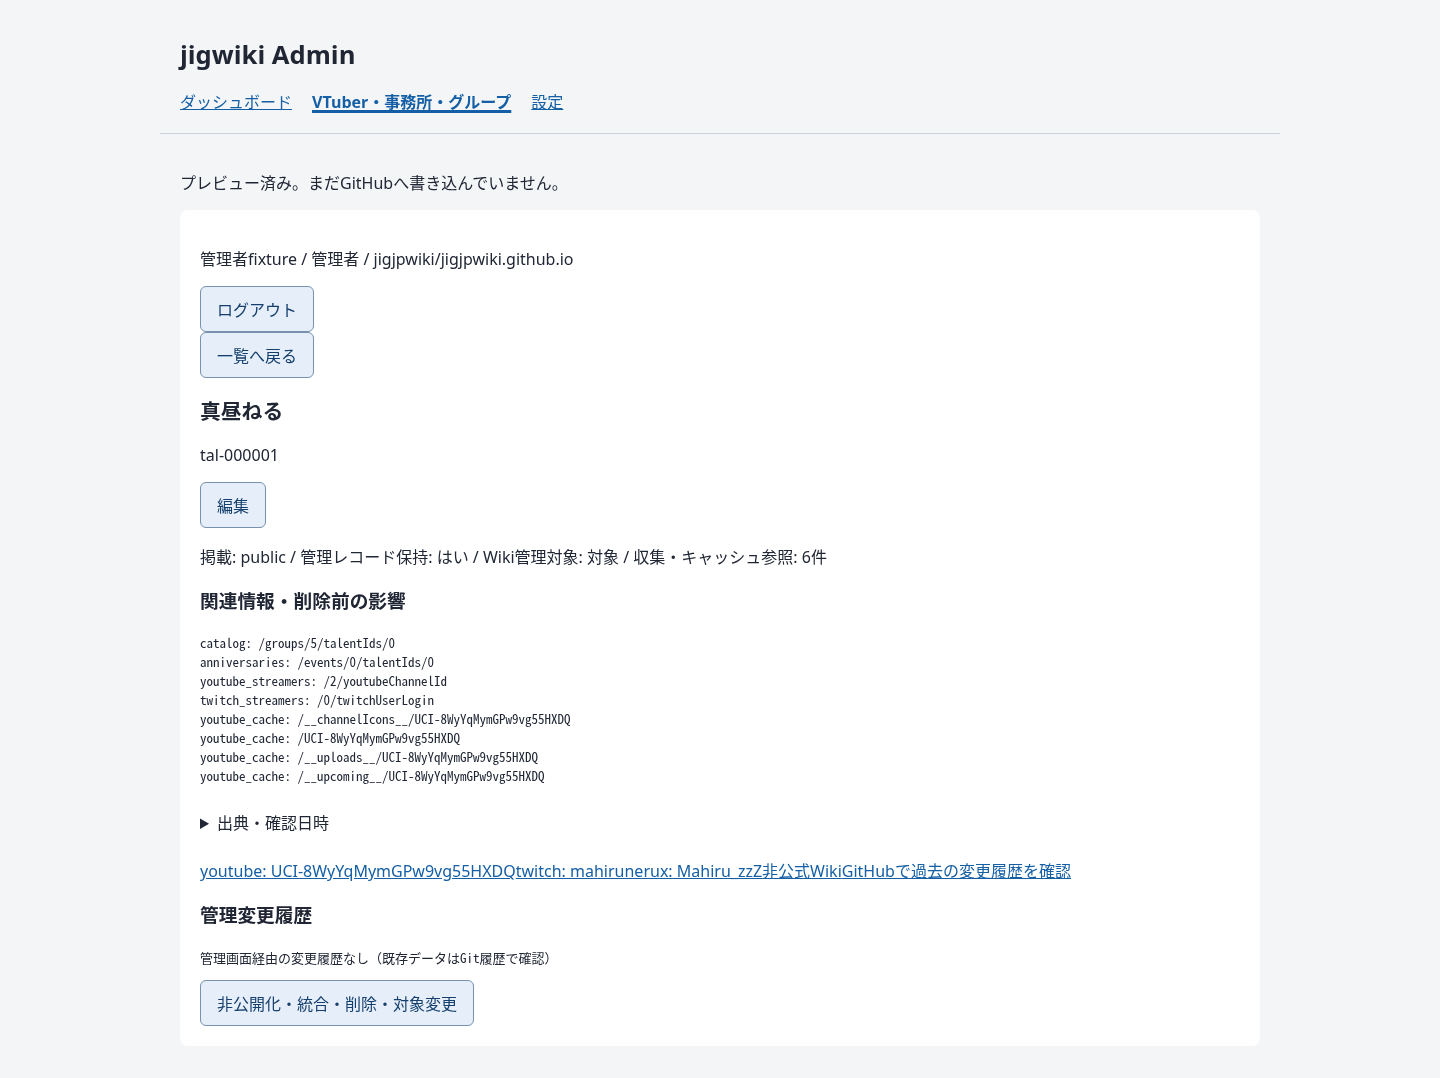 jigwiki Admin
ダッシュボード VTuber・事務所・グループ 設定
プレビュー済み。まだGitHubへ書き込んでいません。
管理者fixture / 管理者 / jigjpwiki/jigjpwiki.github.io
ログアウト
一覧へ戻る
真昼ねる
tal-000001
編集
掲載: public / 管理レコード保持: はい / Wiki管理対象: 対象 / 収集・キャッシュ参照: 6件
関連情報・削除前の影響
catalog: /groups/5/talentIds/0
anniversaries: /events/0/talentIds/0
youtube_streamers: /2/youtubeChannelId
twitch_streamers: /0/twitchUserLogin
youtube_cache: /__channelIcons__/UCI-8WyYqMymGPw9vg55HXDQ
youtube_cache: /UCI-8WyYqMymGPw9vg55HXDQ
youtube_cache: /__uploads__/UCI-8WyYqMymGPw9vg55HXDQ
youtube_cache: /__upcoming__/UCI-8WyYqMymGPw9vg55HXDQ
▶ 出典・確認日時
youtube: UCI-8WyYqMymGPw9vg55HXDQtwitch: mahirunerux: Mahiru_zzZ非公式WikiGitHubで過去の変更履歴を確認
管理変更履歴
管理画面経由の変更履歴なし（既存データはGit履歴で確認）
非公開化・統合・削除・対象変更